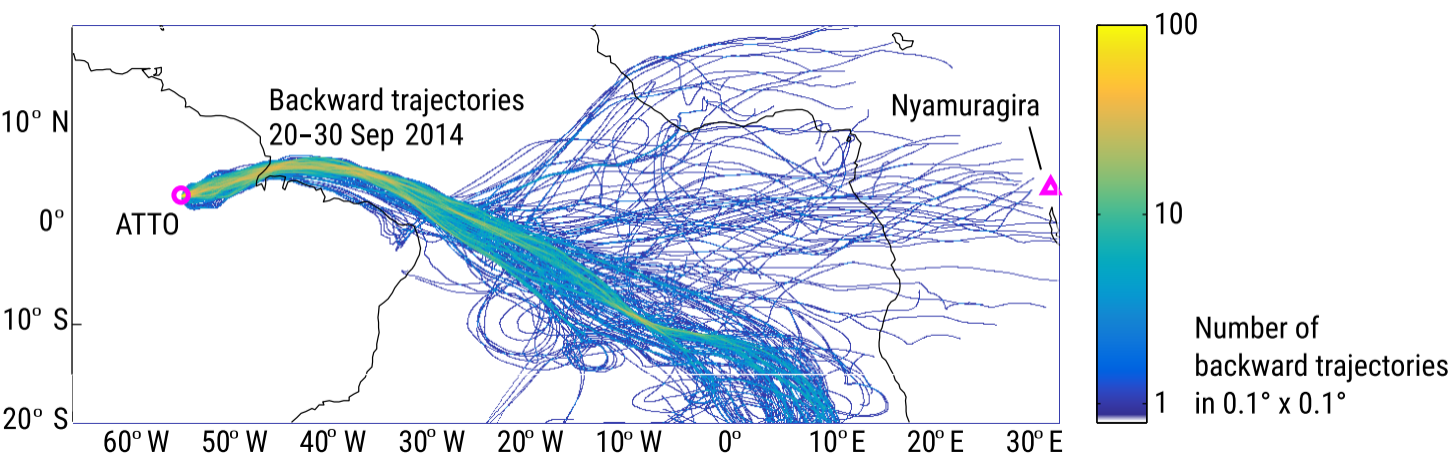 Backward trajectories
20–30 Sep 2014
Nyamuragira
ATTO
10° N
0°
10° S
20° S
60° W
50° W
40° W
30° W
20° W
10° W
0°
10° E
20° E
30° E
100
10
1
Number of
backward trajectories
in 0.1° x 0.1°